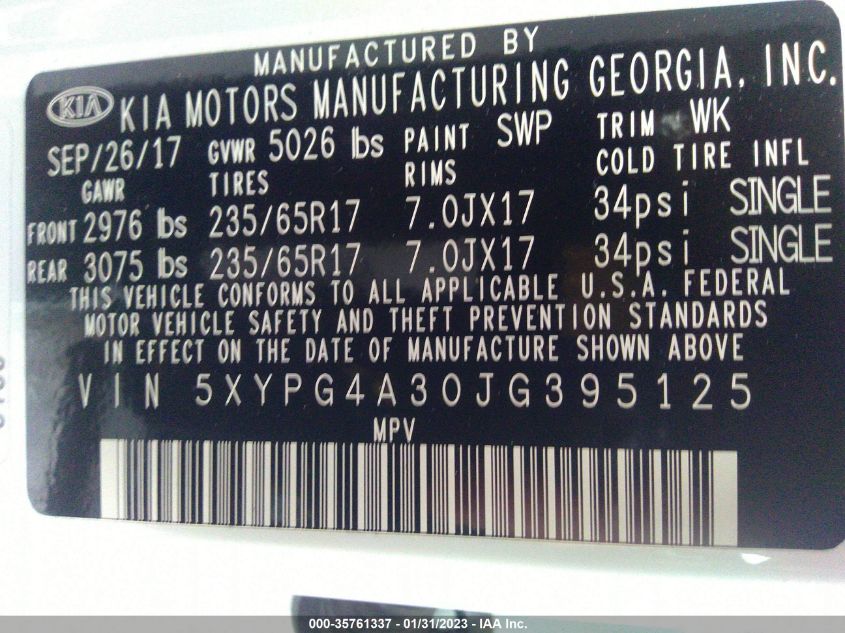 MANUFACTURED BY
KIA KIA MOTORS MANUFACTURING GEORGIA, INC.
SEP/26/17 GVWR 5026 lbs PAINT SWP TRIM WK
GAWR TIRES RIMS COLD TIRE INFL
FRONT 2976 lbs 235/65R17 7.0JX17 34psi SINGLE
REAR 3075 lbs 235/65R17 7.0JX17 34psi SINGLE
THIS VEHICLE CONFORMS TO ALL APPLICABLE U.S.A. FEDERAL
MOTOR VEHICLE SAFETY AND THEFT PREVENTION STANDARDS
IN EFFECT ON THE DATE OF MANUFACTURE SHOWN ABOVE
VIN 5XYPG4A30JG395125
MPV
000-35761337 - 01/31/2023 - IAA Inc.